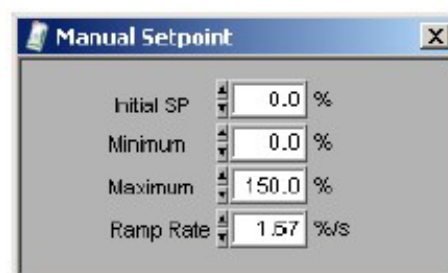 Manual Setpoint
Initial SP 0.0 %
Minimum 0.0 %
Maximum 150.0 %
Ramp Rate 1.67 %/s